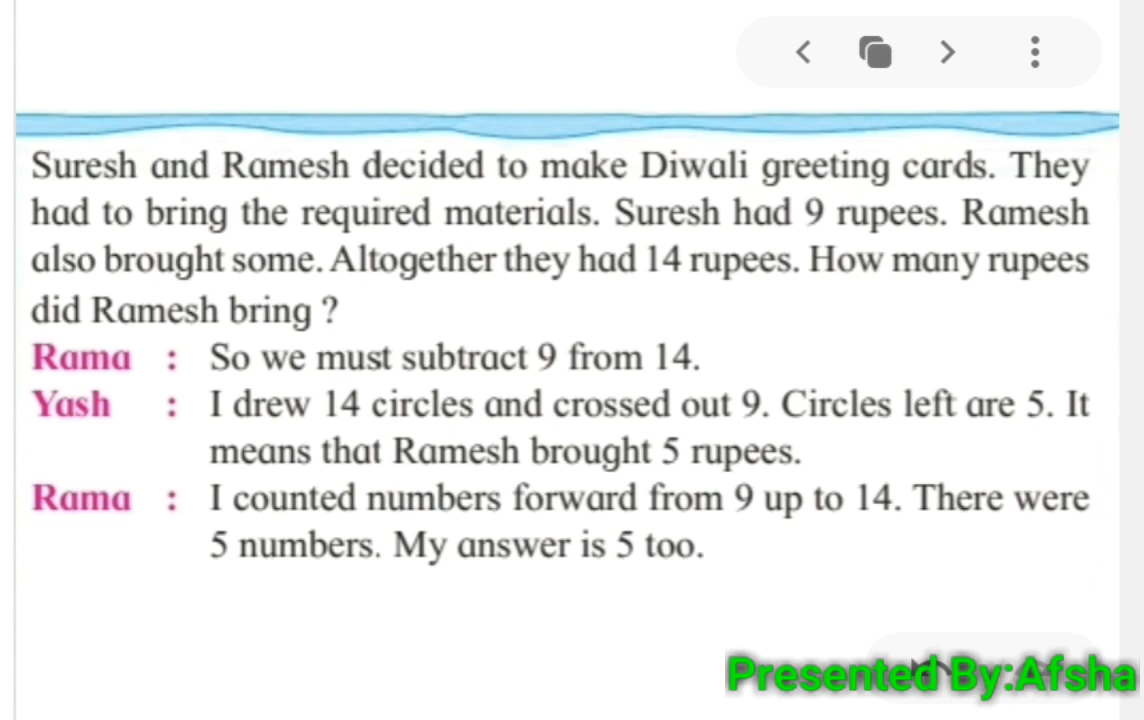 Suresh and Ramesh decided to make Diwali greeting cards. They
had to bring the required materials. Suresh had 9 rupees. Ramesh
also brought some. Altogether they had 14 rupees. How many rupees
did Ramesh bring ?
Rama : So we must subtract 9 from 14.
Yash : I drew 14 circles and crossed out 9. Circles left are 5. It
means that Ramesh brought 5 rupees.
Rama : I counted numbers forward from 9 up to 14. There were
5 numbers. My answer is 5 too.
Presented By:Afsha